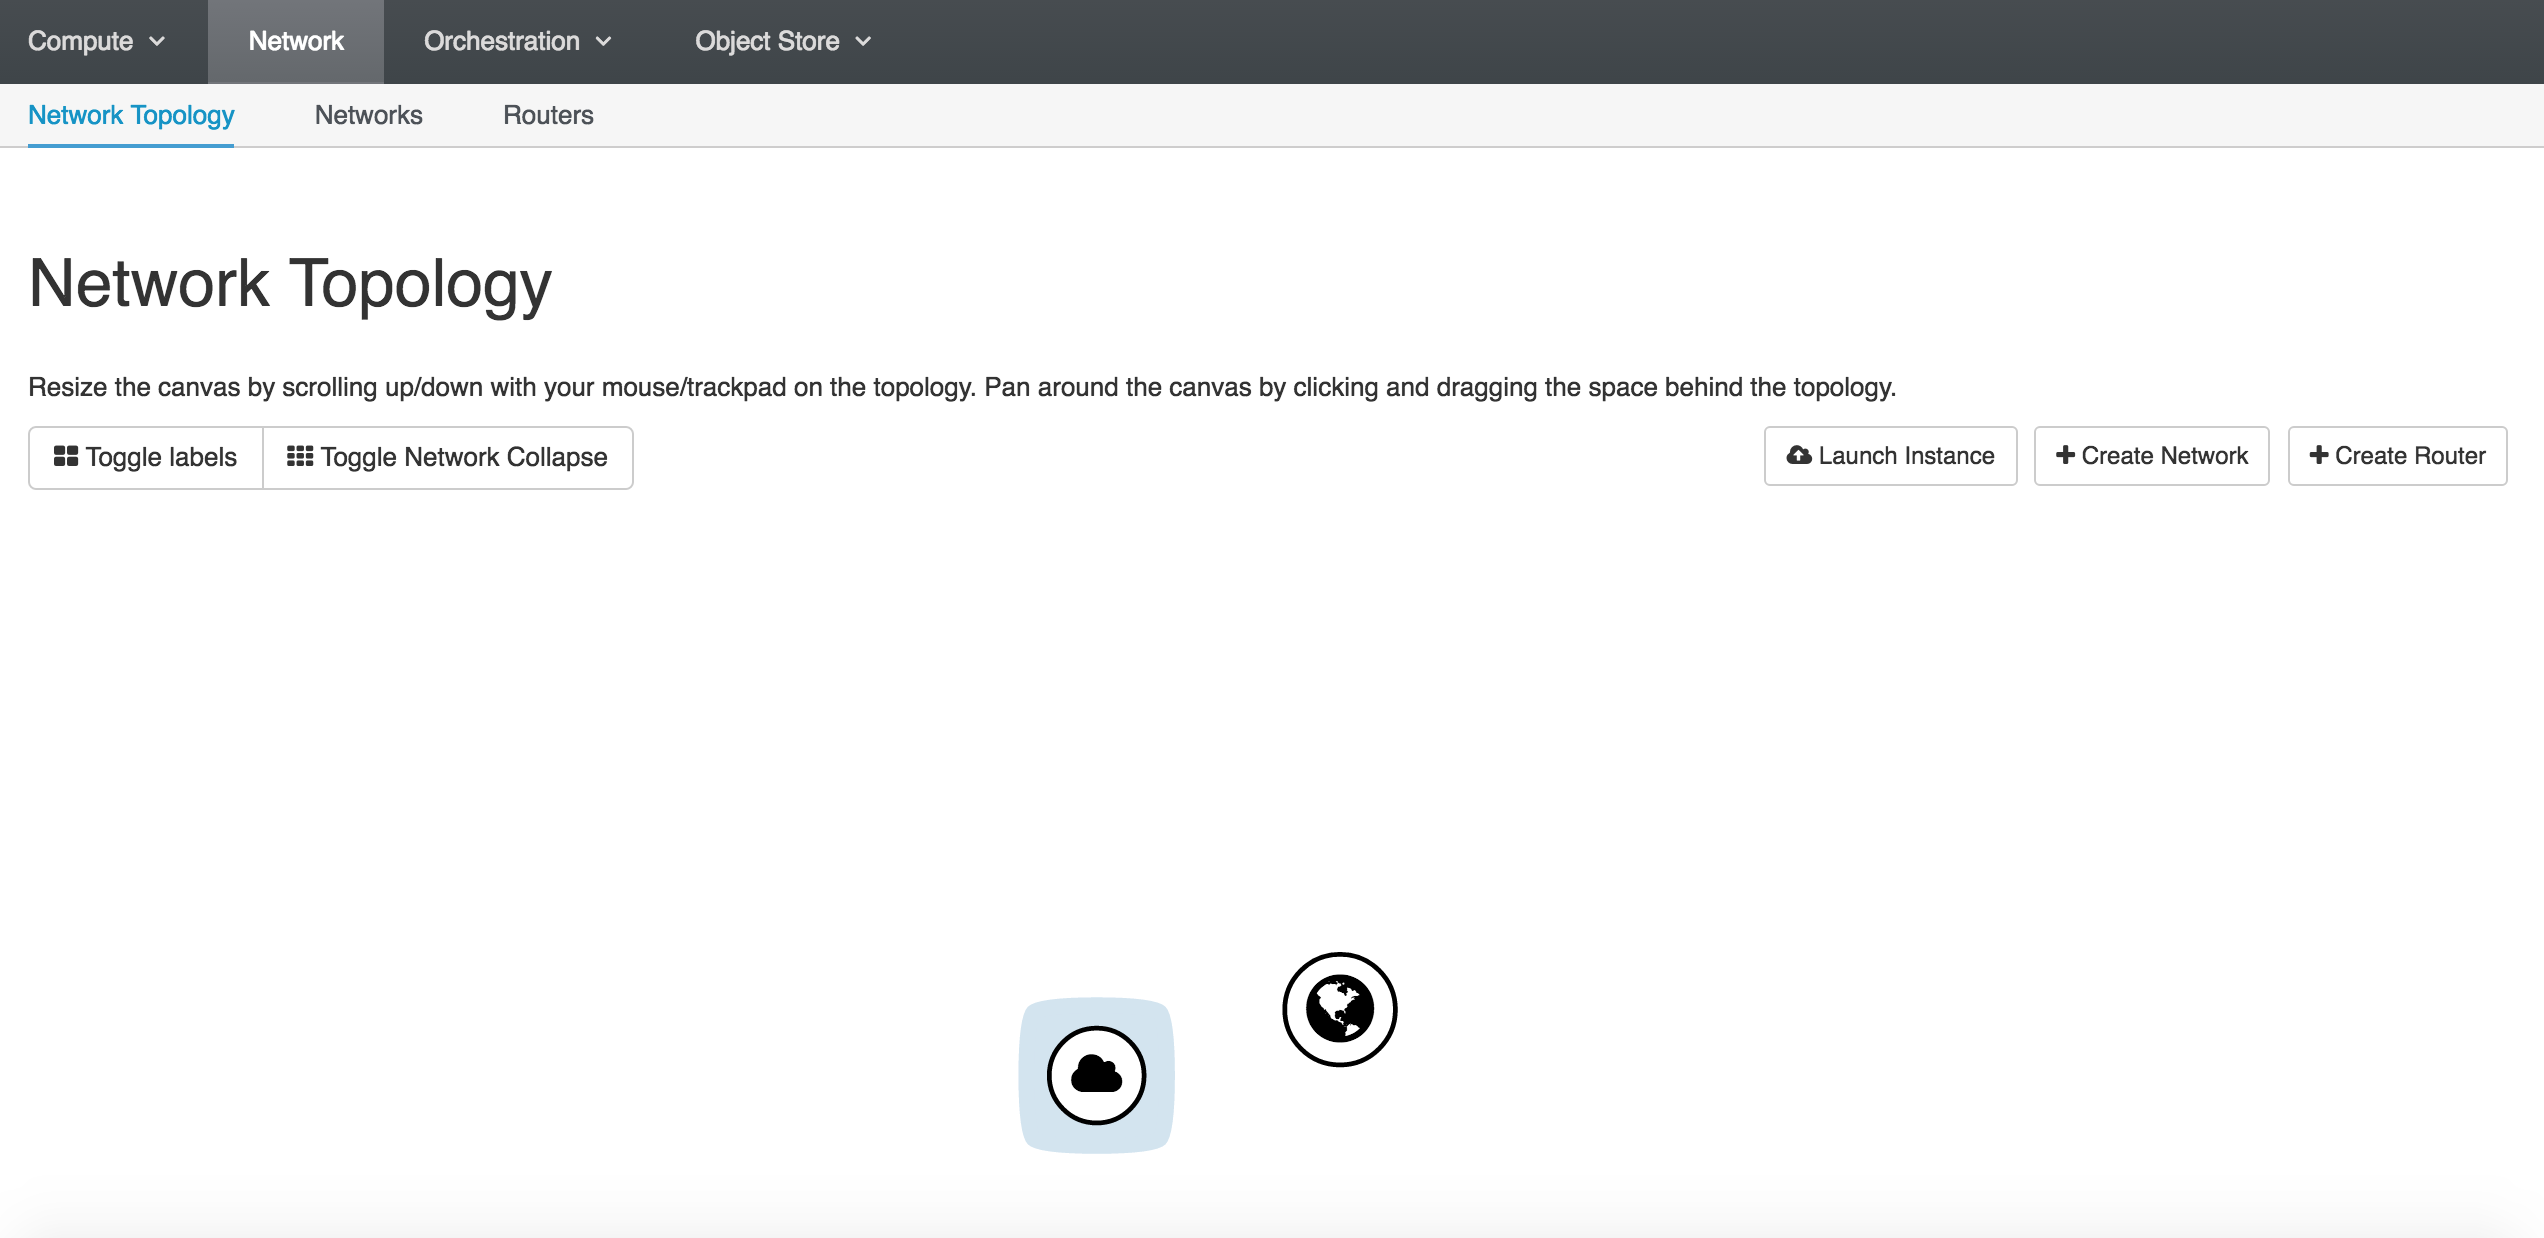 Compute Network Orchestration Object Store
Network Topology Networks Routers
Network Topology
Resize the canvas by scrolling up/down with your mouse/trackpad on the topology. Pan around the canvas by clicking and dragging the space behind the topology.
Toggle labels Toggle Network Collapse Launch Instance Create Network Create Router